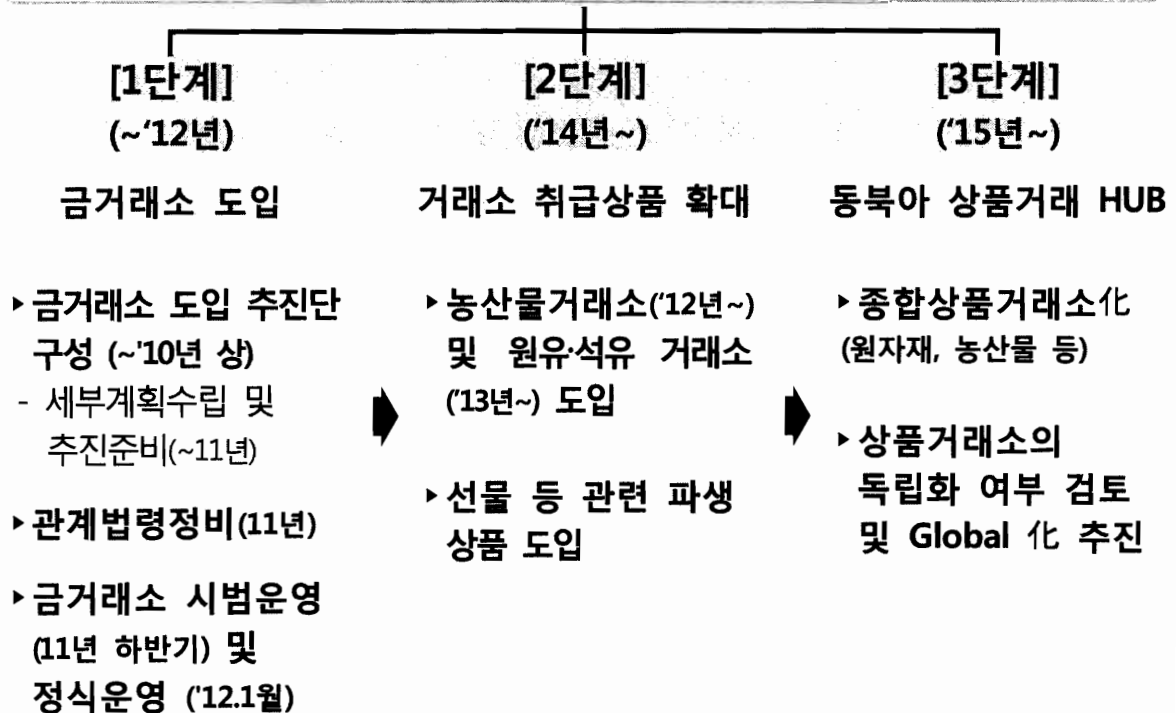 [1단계]
(~‘12년)
금거래소 도입
▸금거래소 도입 추진단
구성 (~'10년 상)
- 세부계획수립 및
추진준비(~11년)
▸관계법령정비(11년)
▸금거래소 시범운영
(11년 하반기) 및
정식운영 ('12.1월)
[2단계]
(‘14년~)
거래소 취급상품 확대
▸농산물거래소(‘12년~)
및 원유·석유 거래소
(‘13년~) 도입
▸선물 등 관련 파생
상품 도입
[3단계]
(‘15년~)
동북아 상품거래 HUB
▸종합상품거래소化
(원자재, 농산물 등)
▸상품거래소의
독립화 여부 검토
및 Global 化 추진